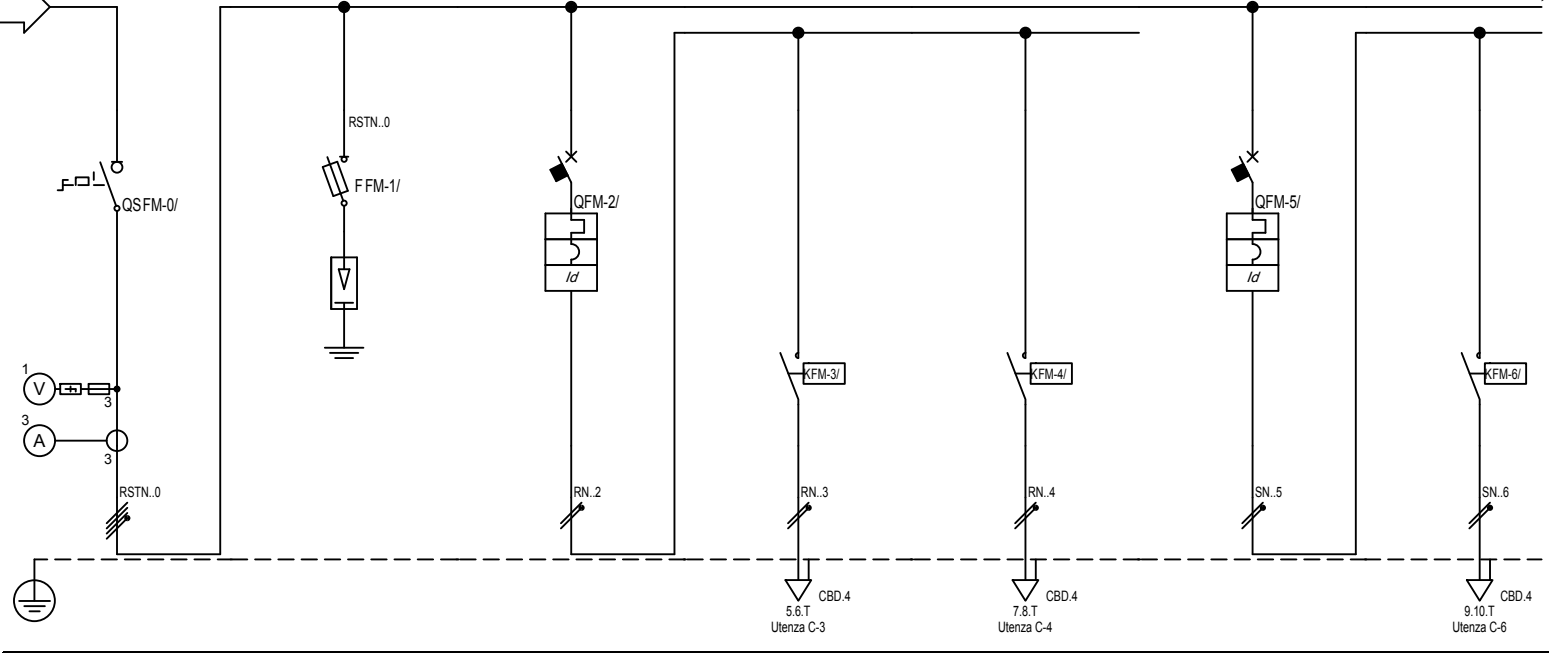 RSTN..0
F FM-1/
QSFM-0/
QFM-2/
QFM-5/
Id
Id
1
V
3
KFM-3/
KFM-4/
KFM-6/
3
A
3
RSTN..0
RN..2
RN..3
RN..4
SN..5
SN..6
CBD.4
5.6.T
Utenza C-3
CBD.4
7.8.T
Utenza C-4
CBD.4
9.10.T
Utenza C-6